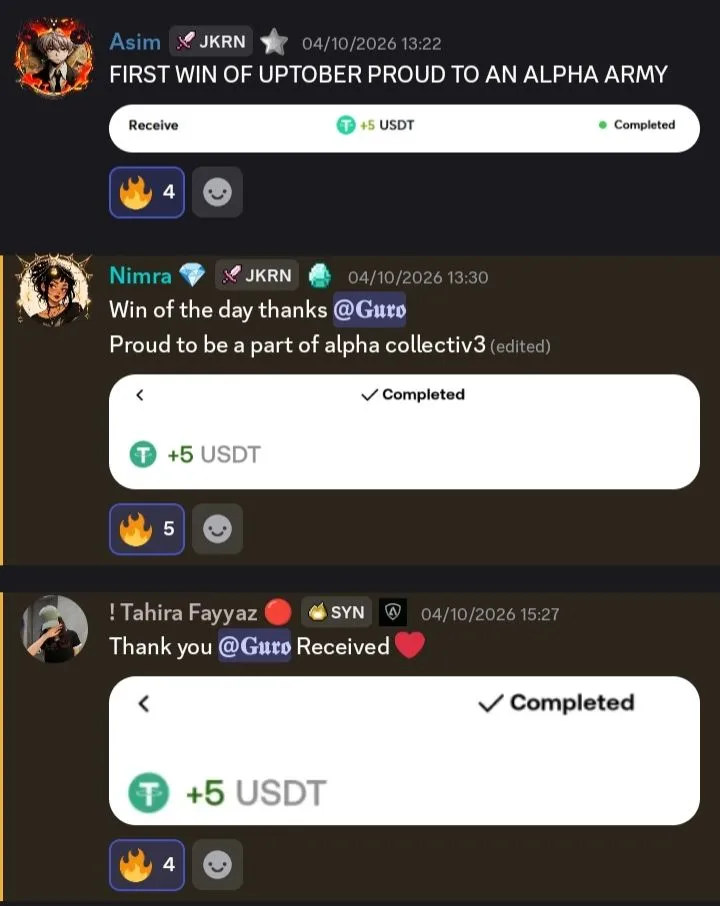 Asim JKRN 04/10/2026 13:22
FIRST WIN OF UPTOBER PROUD TO AN ALPHA ARMY
Receive +5 USDT Completed
4
Nimra JKRN 04/10/2026 13:30
Win of the day thanks @Guro
Proud to be a part of alpha collectiv3 (edited)
Completed
+5 USDT
5
! Tahira Fayyaz SYN 04/10/2026 15:27
Thank you @Guro Received
Completed
+5 USDT
4